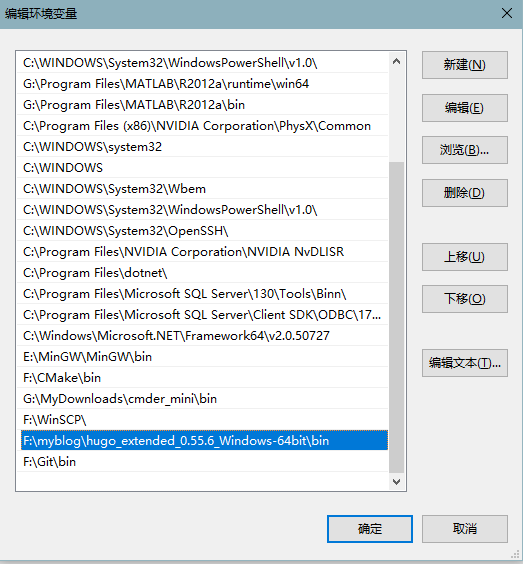 编辑环境变量
C:\WINDOWS\System32\WindowsPowerShell\v1.0\
G:\Program Files\MATLAB\R2012a\runtime\win64
G:\Program Files\MATLAB\R2012a\bin
C:\Program Files (x86)\NVIDIA Corporation\PhysX\Common
C:\WINDOWS\system32
C:\WINDOWS
C:\WINDOWS\System32\Wbem
C:\WINDOWS\System32\WindowsPowerShell\v1.0\
C:\WINDOWS\System32\OpenSSH\
C:\Program Files\NVIDIA Corporation\NVIDIA NvDLISR
C:\Program Files\dotnet\
C:\Program Files\Microsoft SQL Server\130\Tools\Binn\
C:\Program Files\Microsoft SQL Server\Client SDK\ODBC\17...
C:\Windows\Microsoft.NET\Framework64\v2.0.50727
E:\MinGW\MinGW\bin
F:\CMake\bin
G:\MyDownloads\cmder_mini\bin
F:\WinSCP\
F:\myblog\hugo_extended_0.55.6_Windows-64bit\bin
F:\Git\bin
新建(N)
编辑(E)
浏览(B)...
删除(D)
上移(U)
下移(O)
编辑文本(T)...
确定
取消